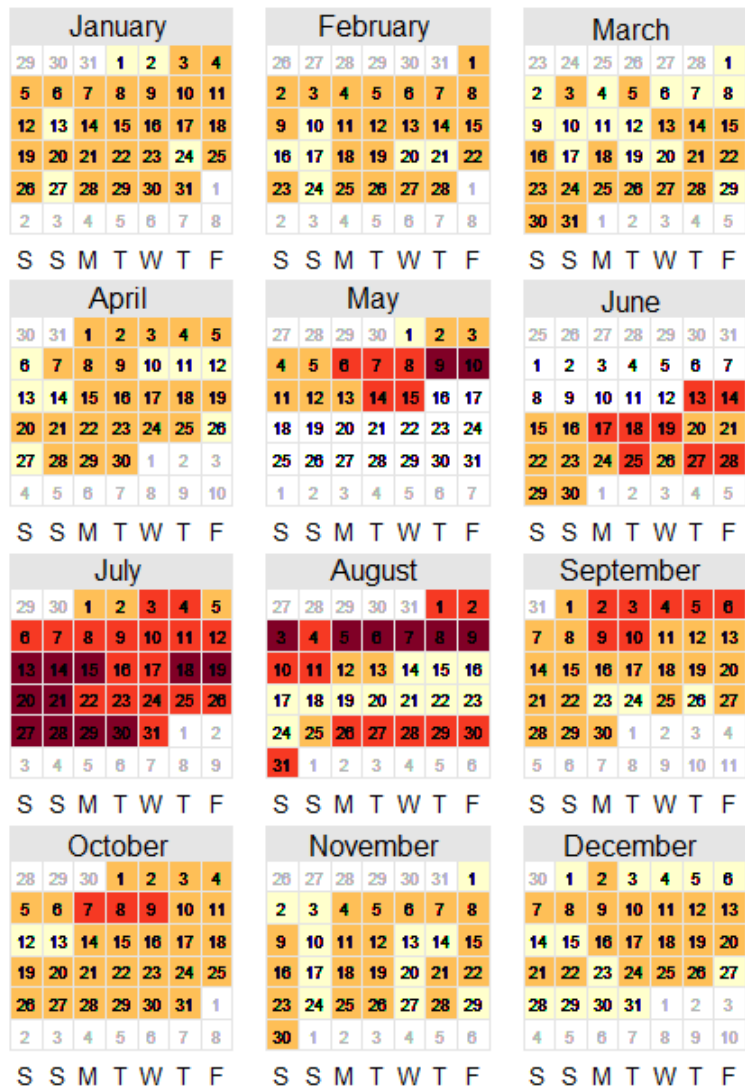 January February March
29 30 31 1 2 3 4 26 27 28 29 30 31 1 23 24 25 26 27 28 1
5 6 7 8 9 10 11 2 3 4 5 6 7 8 2 3 4 5 6 7 8
12 13 14 15 16 17 18 9 10 11 12 13 14 15 9 10 11 12 13 14 15
19 20 21 22 23 24 25 16 17 18 19 20 21 22 16 17 18 19 20 21 22
26 27 28 29 30 31 1 23 24 25 26 27 28 1 23 24 25 26 27 28 29
2 3 4 5 6 7 8 2 3 4 5 6 7 8 30 31 1 2 3 4 5
S S M T W T F S S M T W T F S S M T W T F
April May June
30 31 1 2 3 4 5 27 28 29 30 1 2 3 25 26 27 28 29 30 31
6 7 8 9 10 11 12 4 5 6 7 8 9 10 1 2 3 4 5 6 7
13 14 15 16 17 18 19 11 12 13 14 15 16 17 8 9 10 11 12 13 14
20 21 22 23 24 25 26 18 19 20 21 22 23 24 15 16 17 18 19 20 21
27 28 29 30 1 2 3 25 26 27 28 29 30 31 22 23 24 25 26 27 28
4 5 6 7 8 9 10 1 2 3 4 5 6 7 29 30 1 2 3 4 5
S S M T W T F S S M T W T F S S M T W T F
July August September
29 30 1 2 3 4 5 27 28 29 30 31 1 2 31 1 2 3 4 5 6
6 7 8 9 10 11 12 3 4 5 6 7 8 9 7 8 9 10 11 12 13
13 14 15 16 17 18 19 10 11 12 13 14 15 16 14 15 16 17 18 19 20
20 21 22 23 24 25 26 17 18 19 20 21 22 23 21 22 23 24 25 26 27
27 28 29 30 31 1 2 24 25 26 27 28 29 30 28 29 30 1 2 3 4
3 4 5 6 7 8 9 31 1 2 3 4 5 6 5 6 7 8 9 10 11
S S M T W T F S S M T W T F S S M T W T F
October November December
28 29 30 1 2 3 4 26 27 28 29 30 31 1 30 1 2 3 4 5 6
5 6 7 8 9 10 11 2 3 4 5 6 7 8 7 8 9 10 11 12 13
12 13 14 15 16 17 18 9 10 11 12 13 14 15 14 15 16 17 18 19 20
19 20 21 22 23 24 25 16 17 18 19 20 21 22 21 22 23 24 25 26 27
26 27 28 29 30 31 1 23 24 25 26 27 28 29 28 29 30 31 1 2 3
2 3 4 5 6 7 8 30 1 2 3 4 5 6 4 5 6 7 8 9 10
S S M T W T F S S M T W T F S S M T W T F